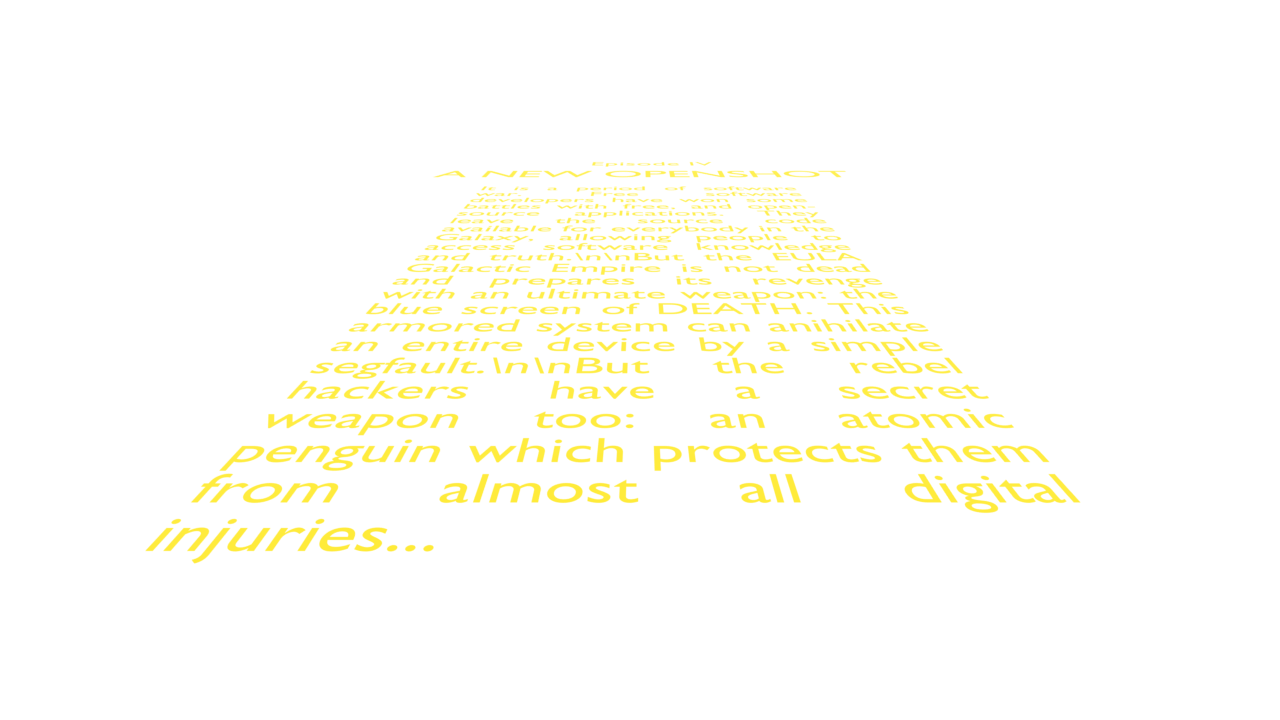 Episode IV
A NEW OPENSHOT
It is a period of software
war. Free software
developers have won some
battles with free, and open-
source applications. They
leave the source code
available for everybody in the
Galaxy, allowing people to
access software knowledge
and truth.\n\nBut the EULA
Galactic Empire is not dead
and prepares its revenge
with an ultimate weapon: the
blue screen of DEATH. This
armored system can anihilate
an entire device by a simple
segfault.\n\nBut the rebel
hackers have a secret
weapon too: an atomic
penguin which protects them
from almost all digital
injuries...